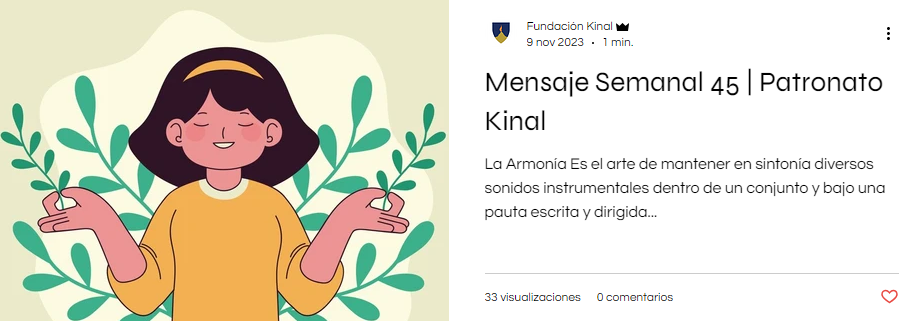 Fundación Kinal
9 nov 2023 · 1 min.
Mensaje Semanal 45 | Patronato
Kinal
La Armonía Es el arte de mantener en sintonía diversos
sonidos instrumentales dentro de un conjunto y bajo una
pauta escrita y dirigida...
33 visualizaciones 0 comentarios